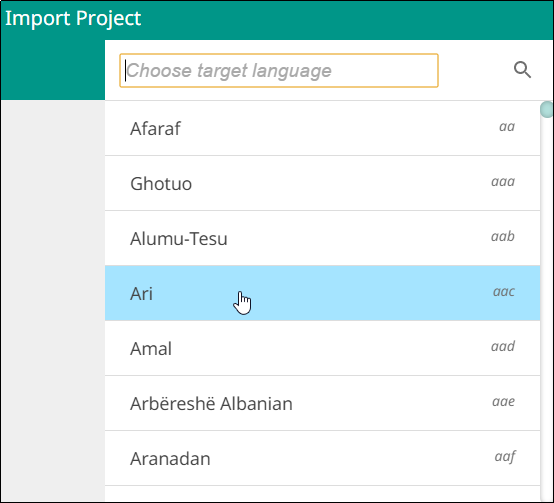 Import Project
Choose target language
Afaraf aa
Ghotuo aaa
Alumu-Tesu aab
Ari aac
Amal aad
Arbëreshë Albanian aae
Aranadan aaf